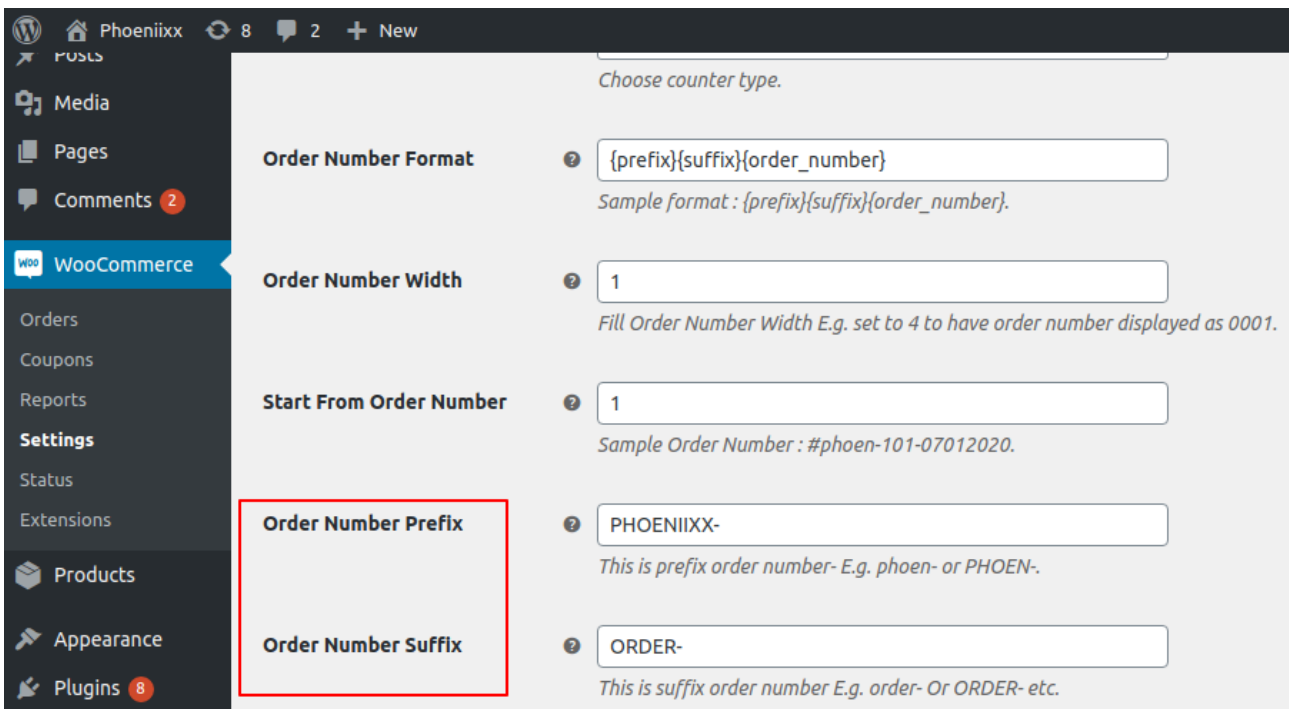 Phoeniixx 8 2 + New
Posts
Media
Pages
Comments 2
WOO WooCommerce
Orders
Coupons
Reports
Settings
Status
Extensions
Products
Appearance
Plugins 8
Choose counter type.
Order Number Format ? {prefix}{suffix}{order_number}
Sample format : {prefix}{suffix}{order_number}.
Order Number Width ? 1
Fill Order Number Width E.g. set to 4 to have order number displayed as 0001.
Start From Order Number ? 1
Sample Order Number : #phoen-101-07012020.
Order Number Prefix ? PHOENIIXX-
This is prefix order number- E.g. phoen- or PHOEN-.
Order Number Suffix ? ORDER-
This is suffix order number E.g. order- Or ORDER- etc.